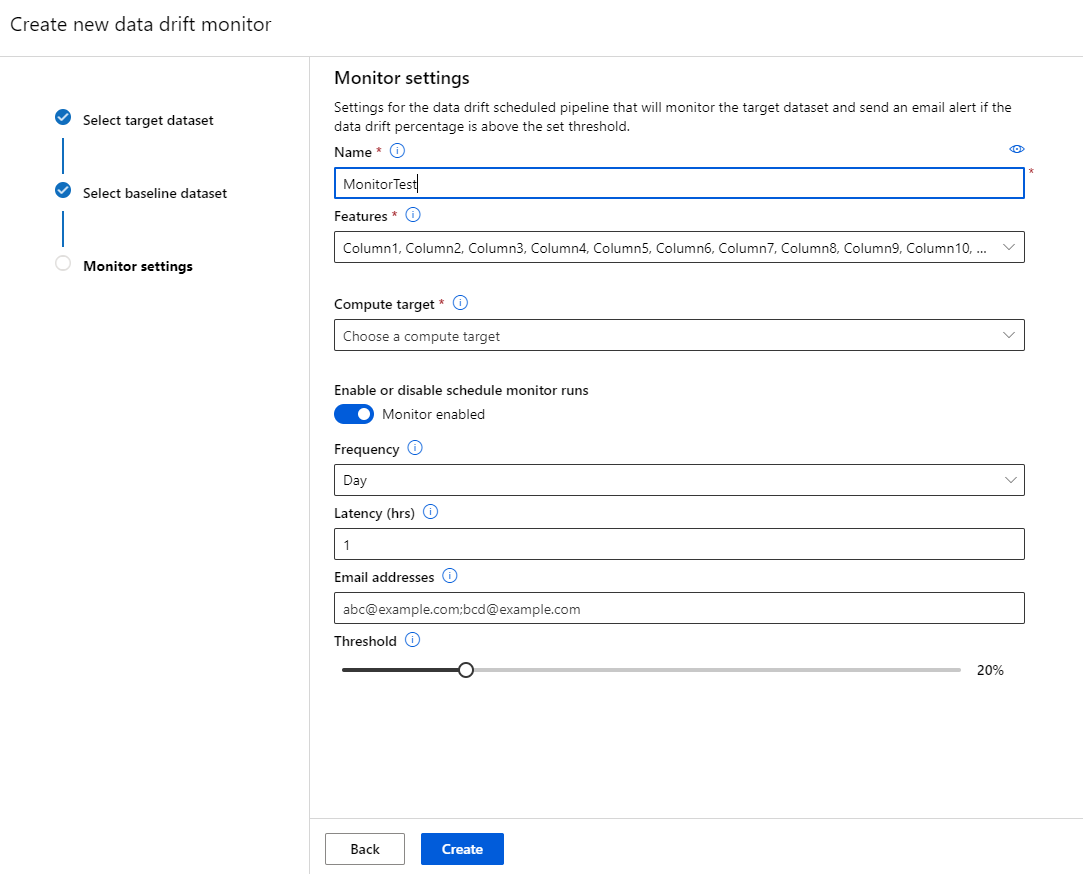 Create new data drift monitor
Select target dataset
Select baseline dataset
Monitor settings
Monitor settings
Settings for the data drift scheduled pipeline that will monitor the target dataset and send an email alert if the
data drift percentage is above the set threshold.
Name *
MonitorTest
*
Features *
Column1, Column2, Column3, Column4, Column5, Column6, Column7, Column8, Column9, Column10, ...
Compute target *
Choose a compute target
Enable or disable schedule monitor runs
Monitor enabled
Frequency
Day
Latency (hrs)
1
Email addresses
abc@example.com;bcd@example.com
Threshold
20%
Back
Create